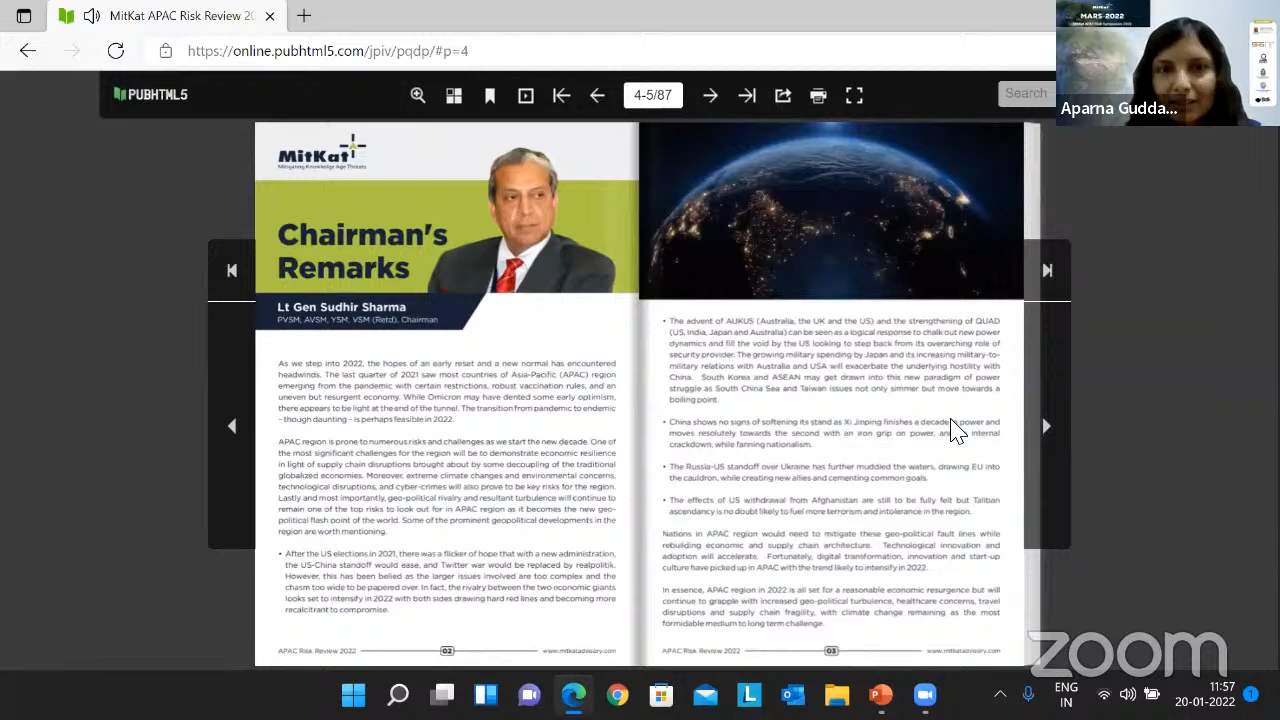 Microsoft APAC Risk Review 2022
https://online.pubhtml5.com/jpiv/pqdp/#p=4
PUBHTML5
4-5/87
Search
MitKat
MARS-2022
Aparna Gudda...
MitKat
Mitigating Knowledge Age Threats
Chairman's
Remarks
Lt Gen Sudhir Sharma
PVSM, AVSM, YSM, VSM (Retd), Chairman
As we step into 2022, the hopes of an early reset and a new normal has encountered
headwinds. The last quarter of 2021 saw most countries of Asia-Pacific (APAC) region
emerging from the pandemic with certain restrictions, robust vaccination rules, and an
uneven but resurgent economy. While Omicron may have dented some early optimism,
there appears to be light at the end of the tunnel. The transition from pandemic to endemic
– though daunting – is perhaps feasible in 2022.
APAC region is prone to numerous risks and challenges as we start the new decade. One of
the most significant challenges for the region will be to demonstrate economic resilience
in light of supply chain disruptions brought about by some decoupling of the traditional
globalized economies. Moreover, extreme climate changes and environmental concerns,
technological disruptions, and cyber-crimes will also prove to be key risks for the region.
Lastly and most importantly, geo-political rivalry and resultant turbulence will continue to
remain one of the top risks to look out for in APAC region as it becomes the new geo-
political flash point of the world. Some of the prominent geopolitical developments in the
region are worth mentioning.
• After the US elections in 2021, there was a flicker of hope that with a new administration,
the US-China standoff would ease, and Twitter war would be replaced by realpolitik.
However, this has been belied as the larger issues involved are too complex and the
chasm too wide to be papered over. In fact, the rivalry between the two economic giants
looks set to intensify in 2022 with both sides drawing hard red lines and becoming more
recalcitrant to compromise.
APAC Risk Review 2022
02
www.mitkatadvisory.com
• The advent of AUKUS (Australia, the UK and the US) and the strengthening of QUAD
(US, India, Japan and Australia) can be seen as a logical response to chalk out new power
dynamics and fill the void by the US looking to step back from its overarching role of
security provider. The growing military spending by Japan and its increasing military-to-
military relations with Australia and USA will exacerbate the underlying hostility with
China. South Korea and ASEAN may get drawn into this new paradigm of power
struggle as South China Sea and Taiwan issues not only simmer but move towards a
boiling point.
• China shows no signs of softening its stand as Xi Jinping finishes a decade power and
moves resolutely towards the second with an iron grip on power, an internal
crackdown, while fanning nationalism.
• The Russia-US standoff over Ukraine has further muddied the waters, drawing EU into
the cauldron, while creating new allies and cementing common goals.
• The effects of US withdrawal from Afghanistan are still to be fully felt but Taliban
ascendancy is no doubt likely to fuel more terrorism and intolerance in the region.
Nations in APAC region would need to mitigate these geo-political fault lines while
rebuilding economic and supply chain architecture. Technological innovation and
adoption will accelerate. Fortunately, digital transformation, innovation and start-up
culture have picked up in APAC with the trend likely to intensify in 2022.
In essence, APAC region in 2022 is all set for a reasonable economic resurgence but will
continue to grapple with increased geo-political turbulence, healthcare concerns, travel
disruptions and supply chain fragility, with climate change remaining as the most
formidable medium to long term challenge.
APAC Risk Review 2022
03
www.mitkatadvisory.com
zoom
ENG
IN
11:57
20-01-2022
1